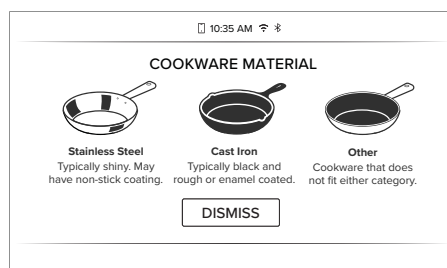 10:35 AM
COOKWARE MATERIAL
Stainless Steel
Typically shiny. May
have non-stick coating.
Cast Iron
Typically black and
rough or enamel coated.
Other
Cookware that does
not fit either category.
DISMISS